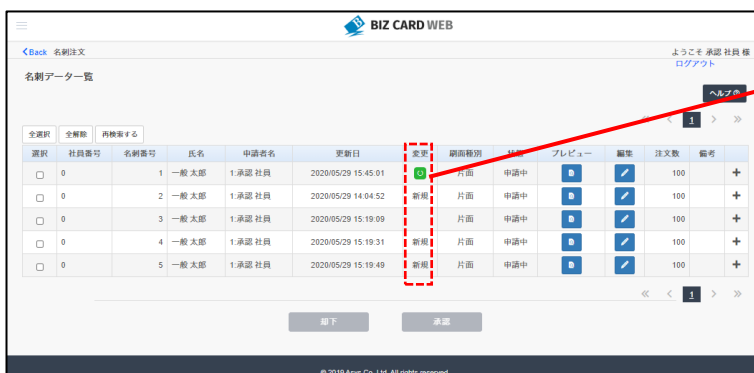 BIZ CARD WEB
Back 名刺注文 ようこそ 承認 社員 様
ログアウト
名刺データ一覧
ヘルプ
« < 1 > »
全選択 全解除 再検索する
選択 社員番号 名刺番号 氏名 申請者名 更新日 変更 刷面種別 状態 プレビュー 編集 注文数 備考
0 1 一般 太郎 1:承認 社員 2020/05/29 15:45:01 片面 申請中 100 +
0 2 一般 太郎 1:承認 社員 2020/05/29 14:04:52 新規 片面 申請中 100 +
0 3 一般 太郎 1:承認 社員 2020/05/29 15:19:09 片面 申請中 100 +
0 4 一般 太郎 1:承認 社員 2020/05/29 15:19:31 新規 片面 申請中 100 +
0 5 一般 太郎 1:承認 社員 2020/05/29 15:19:49 新規 片面 申請中 100 +
« < 1 > »
却下 承認